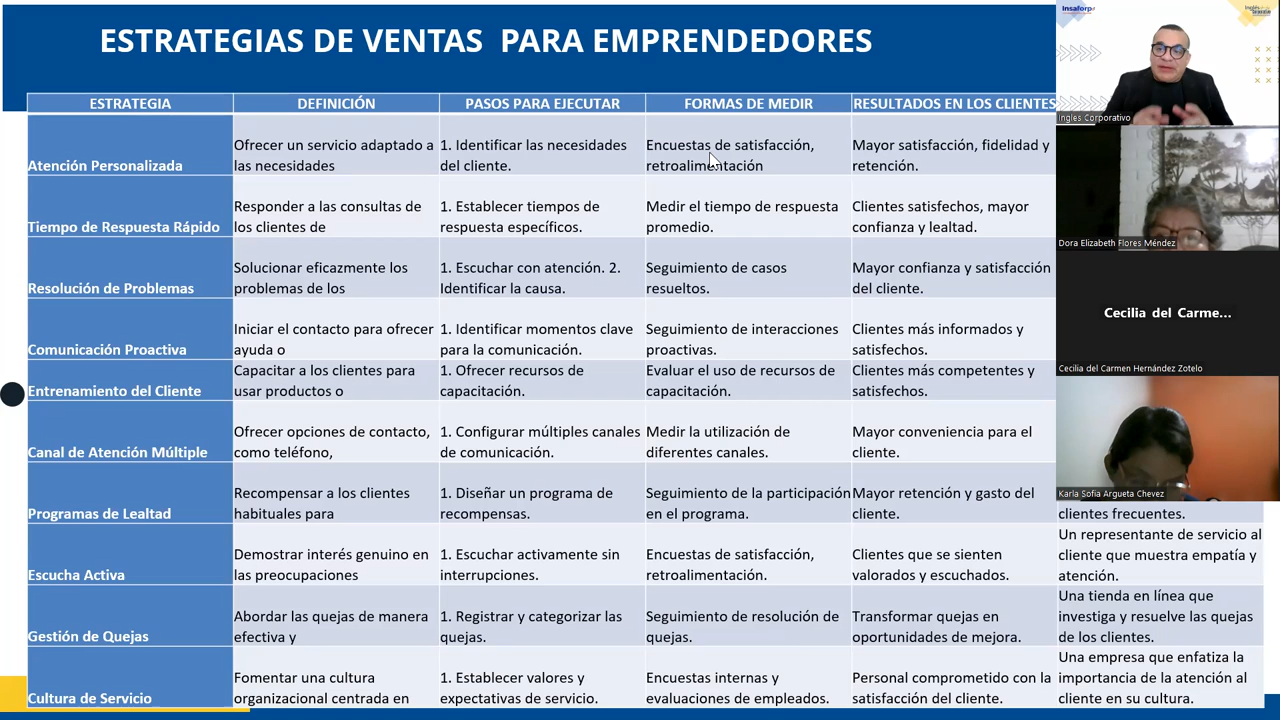 ESTRATEGIAS DE VENTAS PARA EMPRENDEDORES
ESTRATEGIA
DEFINICIÓN
PASOS PARA EJECUTAR
FORMAS DE MEDIR
RESULTADOS EN LOS CLIENTES
Atención Personalizada
Ofrecer un servicio adaptado a
las necesidades
1. Identificar las necesidades
del cliente.
Encuestas de satisfacción,
retroalimentación
Mayor satisfacción, fidelidad y
retención.
Tiempo de Respuesta Rápido
Responder a las consultas de
los clientes de
1. Establecer tiempos de
respuesta específicos.
Medir el tiempo de respuesta
promedio.
Clientes satisfechos, mayor
confianza y lealtad.
Resolución de Problemas
Solucionar eficazmente los
problemas de los
1. Escuchar con atención. 2.
Identificar la causa.
Seguimiento de casos
resueltos.
Mayor confianza y satisfacción
del cliente.
Comunicación Proactiva
Iniciar el contacto para ofrecer
ayuda o
1. Identificar momentos clave
para la comunicación.
Seguimiento de interacciones
proactivas.
Clientes más informados y
satisfechos.
Entrenamiento del Cliente
Capacitar a los clientes para
usar productos o
1. Ofrecer recursos de
capacitación.
Evaluar el uso de recursos de
capacitación.
Clientes más competentes y
satisfechos.
Canal de Atención Múltiple
Ofrecer opciones de contacto,
como teléfono,
1. Configurar múltiples canales
de comunicación.
Medir la utilización de
diferentes canales.
Mayor conveniencia para el
cliente.
Programas de Lealtad
Recompensar a los clientes
habituales para
1. Diseñar un programa de
recompensas.
Seguimiento de la participación
en el programa.
Mayor retención y gasto del
cliente.
clientes frecuentes.
Escucha Activa
Demostrar interés genuino en
las preocupaciones
1. Escuchar activamente sin
interrupciones.
Encuestas de satisfacción,
retroalimentación.
Clientes que se sienten
valorados y escuchados.
Un representante de servicio al
cliente que muestra empatía y
atención.
Gestión de Quejas
Abordar las quejas de manera
efectiva y
1. Registrar y categorizar las
quejas.
Seguimiento de resolución de
quejas.
Transformar quejas en
oportunidades de mejora.
Una tienda en línea que
investiga y resuelve las quejas
de los clientes.
Cultura de Servicio
Fomentar una cultura
organizacional centrada en
1. Establecer valores y
expectativas de servicio.
Encuestas internas y
evaluaciones de empleados.
Personal comprometido con la
satisfacción del cliente.
Una empresa que enfatiza la
importancia de la atención al
cliente en su cultura.
Insaforp
Ingles Corporativo
Dora Elizabeth Flores Méndez
Cecilia del Carme...
Cecilia del Carmen Hernández Zotelo
Karla Sofia Argueta Chevez